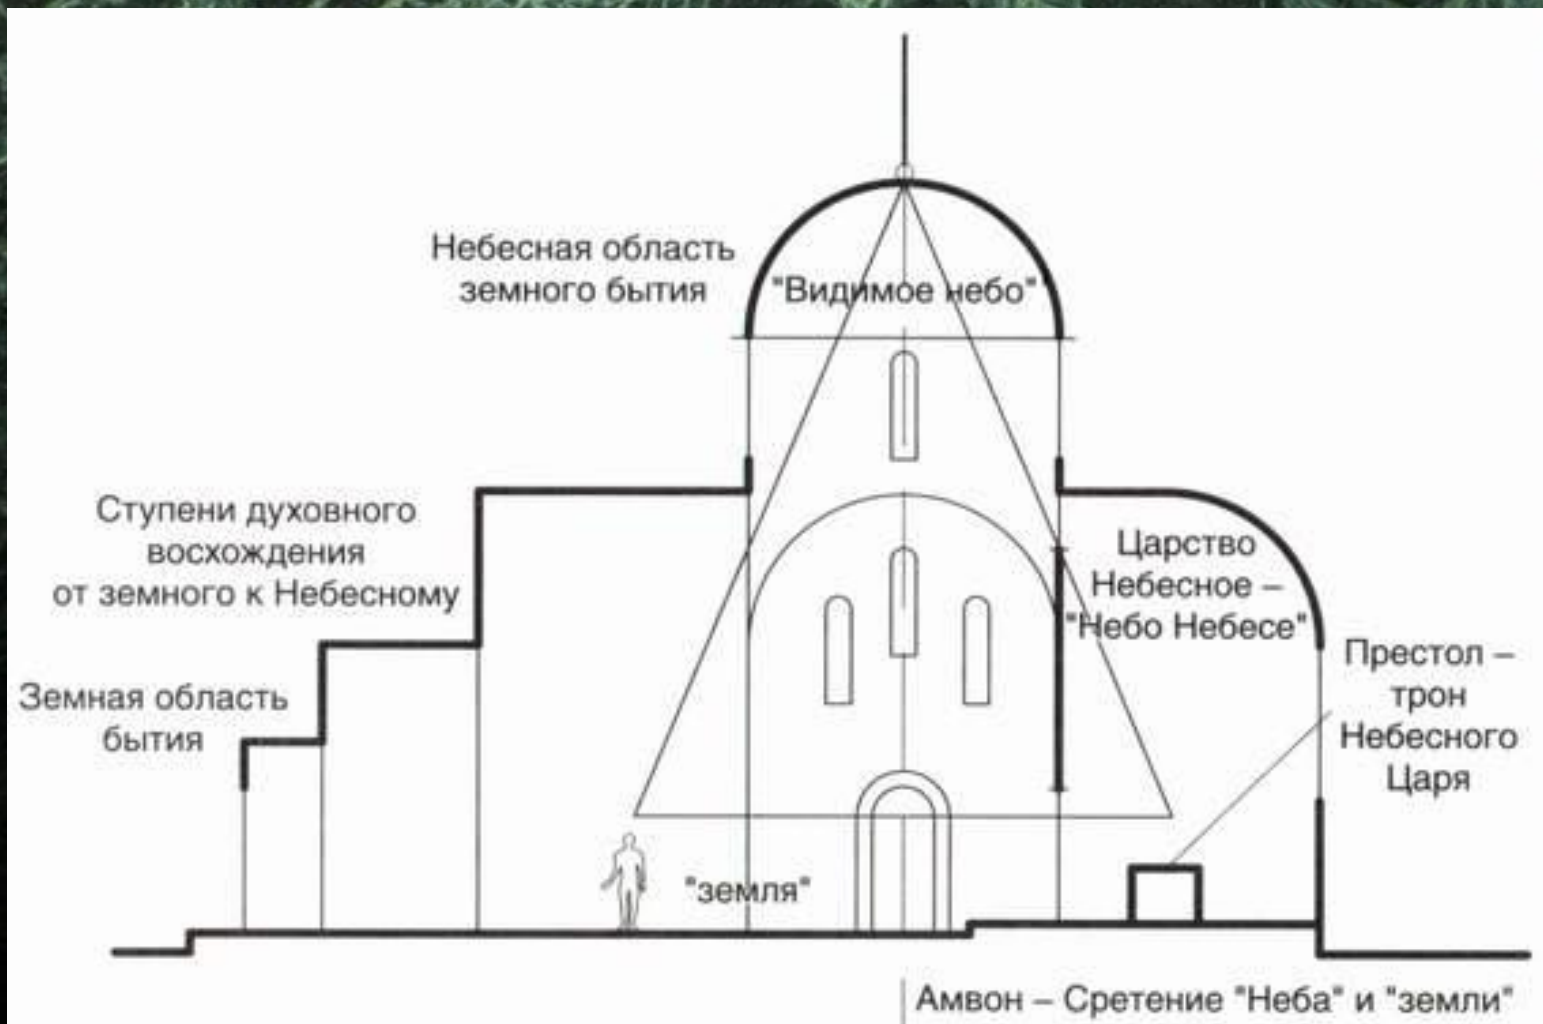 Небесная область
земного бытия
"Видимое небо"
Ступени духовного
восхождения
от земного к Небесному
Царство
Небесное –
"Небо Небесе"
Земная область
бытия
Престол –
трон
Небесного
Царя
"земля"
Амвон – Сретение "Неба" и "земли"